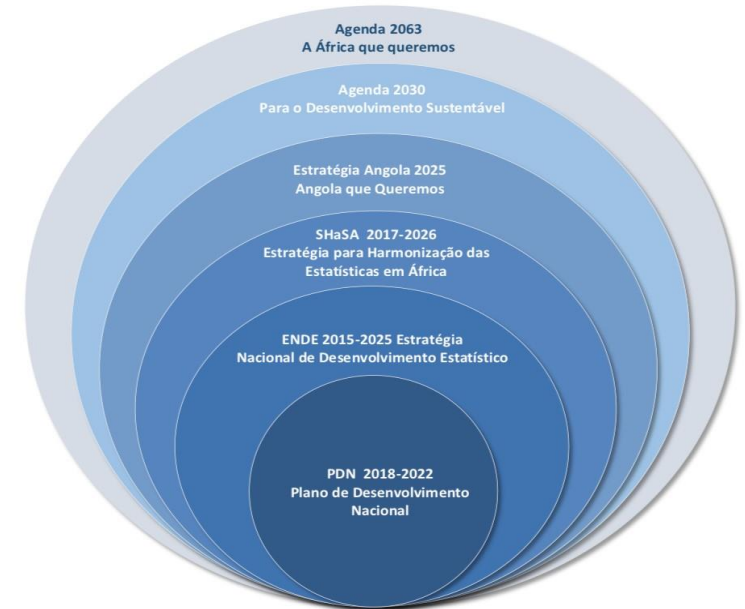 Agenda 2063
A África que queremos
Agenda 2030
Para o Desenvolvimento Sustentável
Estratégia Angola 2025
Angola que Queremos
SHaSA 2017-2026
Estratégia para Harmonização das
Estatísticas em África
ENDE 2015-2025 Estratégia
Nacional de Desenvolvimento Estatístico
PDN 2018-2022
Plano de Desenvolvimento
Nacional